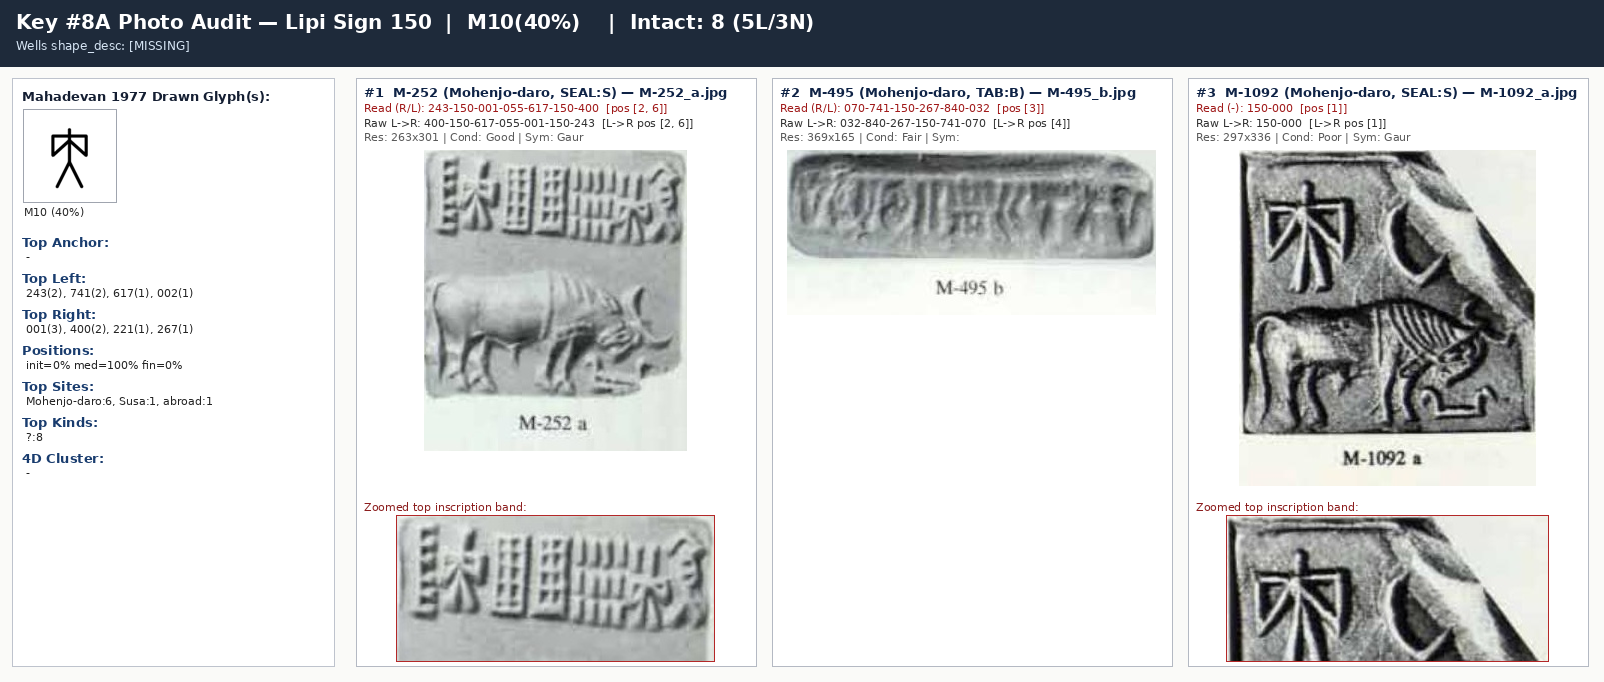 Key #8A Photo Audit — Lipi Sign 150 | M10(40%) | Intact: 8 (5L/3N)
Wells shape_desc: [MISSING]
Mahadevan 1977 Drawn Glyph(s):
M10 (40%)
Top Anchor:
-
Top Left:
243(2), 741(2), 617(1), 002(1)
Top Right:
001(3), 400(2), 221(1), 267(1)
Positions:
init=0% med=100% fin=0%
Top Sites:
Mohenjo-daro:6, Susa:1, abroad:1
Top Kinds:
?:8
4D Cluster:
-
#1 M-252 (Mohenjo-daro, SEAL:S) — M-252_a.jpg
Read (R/L): 243-150-001-055-617-150-400 [pos [2, 6]]
Raw L->R: 400-150-617-055-001-150-243 [L->R pos [2, 6]]
Res: 263x301 | Cond: Good | Sym: Gaur
M-252 a
Zoomed top inscription band:
#2 M-495 (Mohenjo-daro, TAB:B) — M-495_b.jpg
Read (R/L): 070-741-150-267-840-032 [pos [3]]
Raw L->R: 032-840-267-150-741-070 [L->R pos [4]]
Res: 369x165 | Cond: Fair | Sym:
M-495 b
#3 M-1092 (Mohenjo-daro, SEAL:S) — M-1092_a.jpg
Read (-): 150-000 [pos [1]]
Raw L->R: 150-000 [L->R pos [1]]
Res: 297x336 | Cond: Poor | Sym: Gaur
M-1092 a
Zoomed top inscription band: